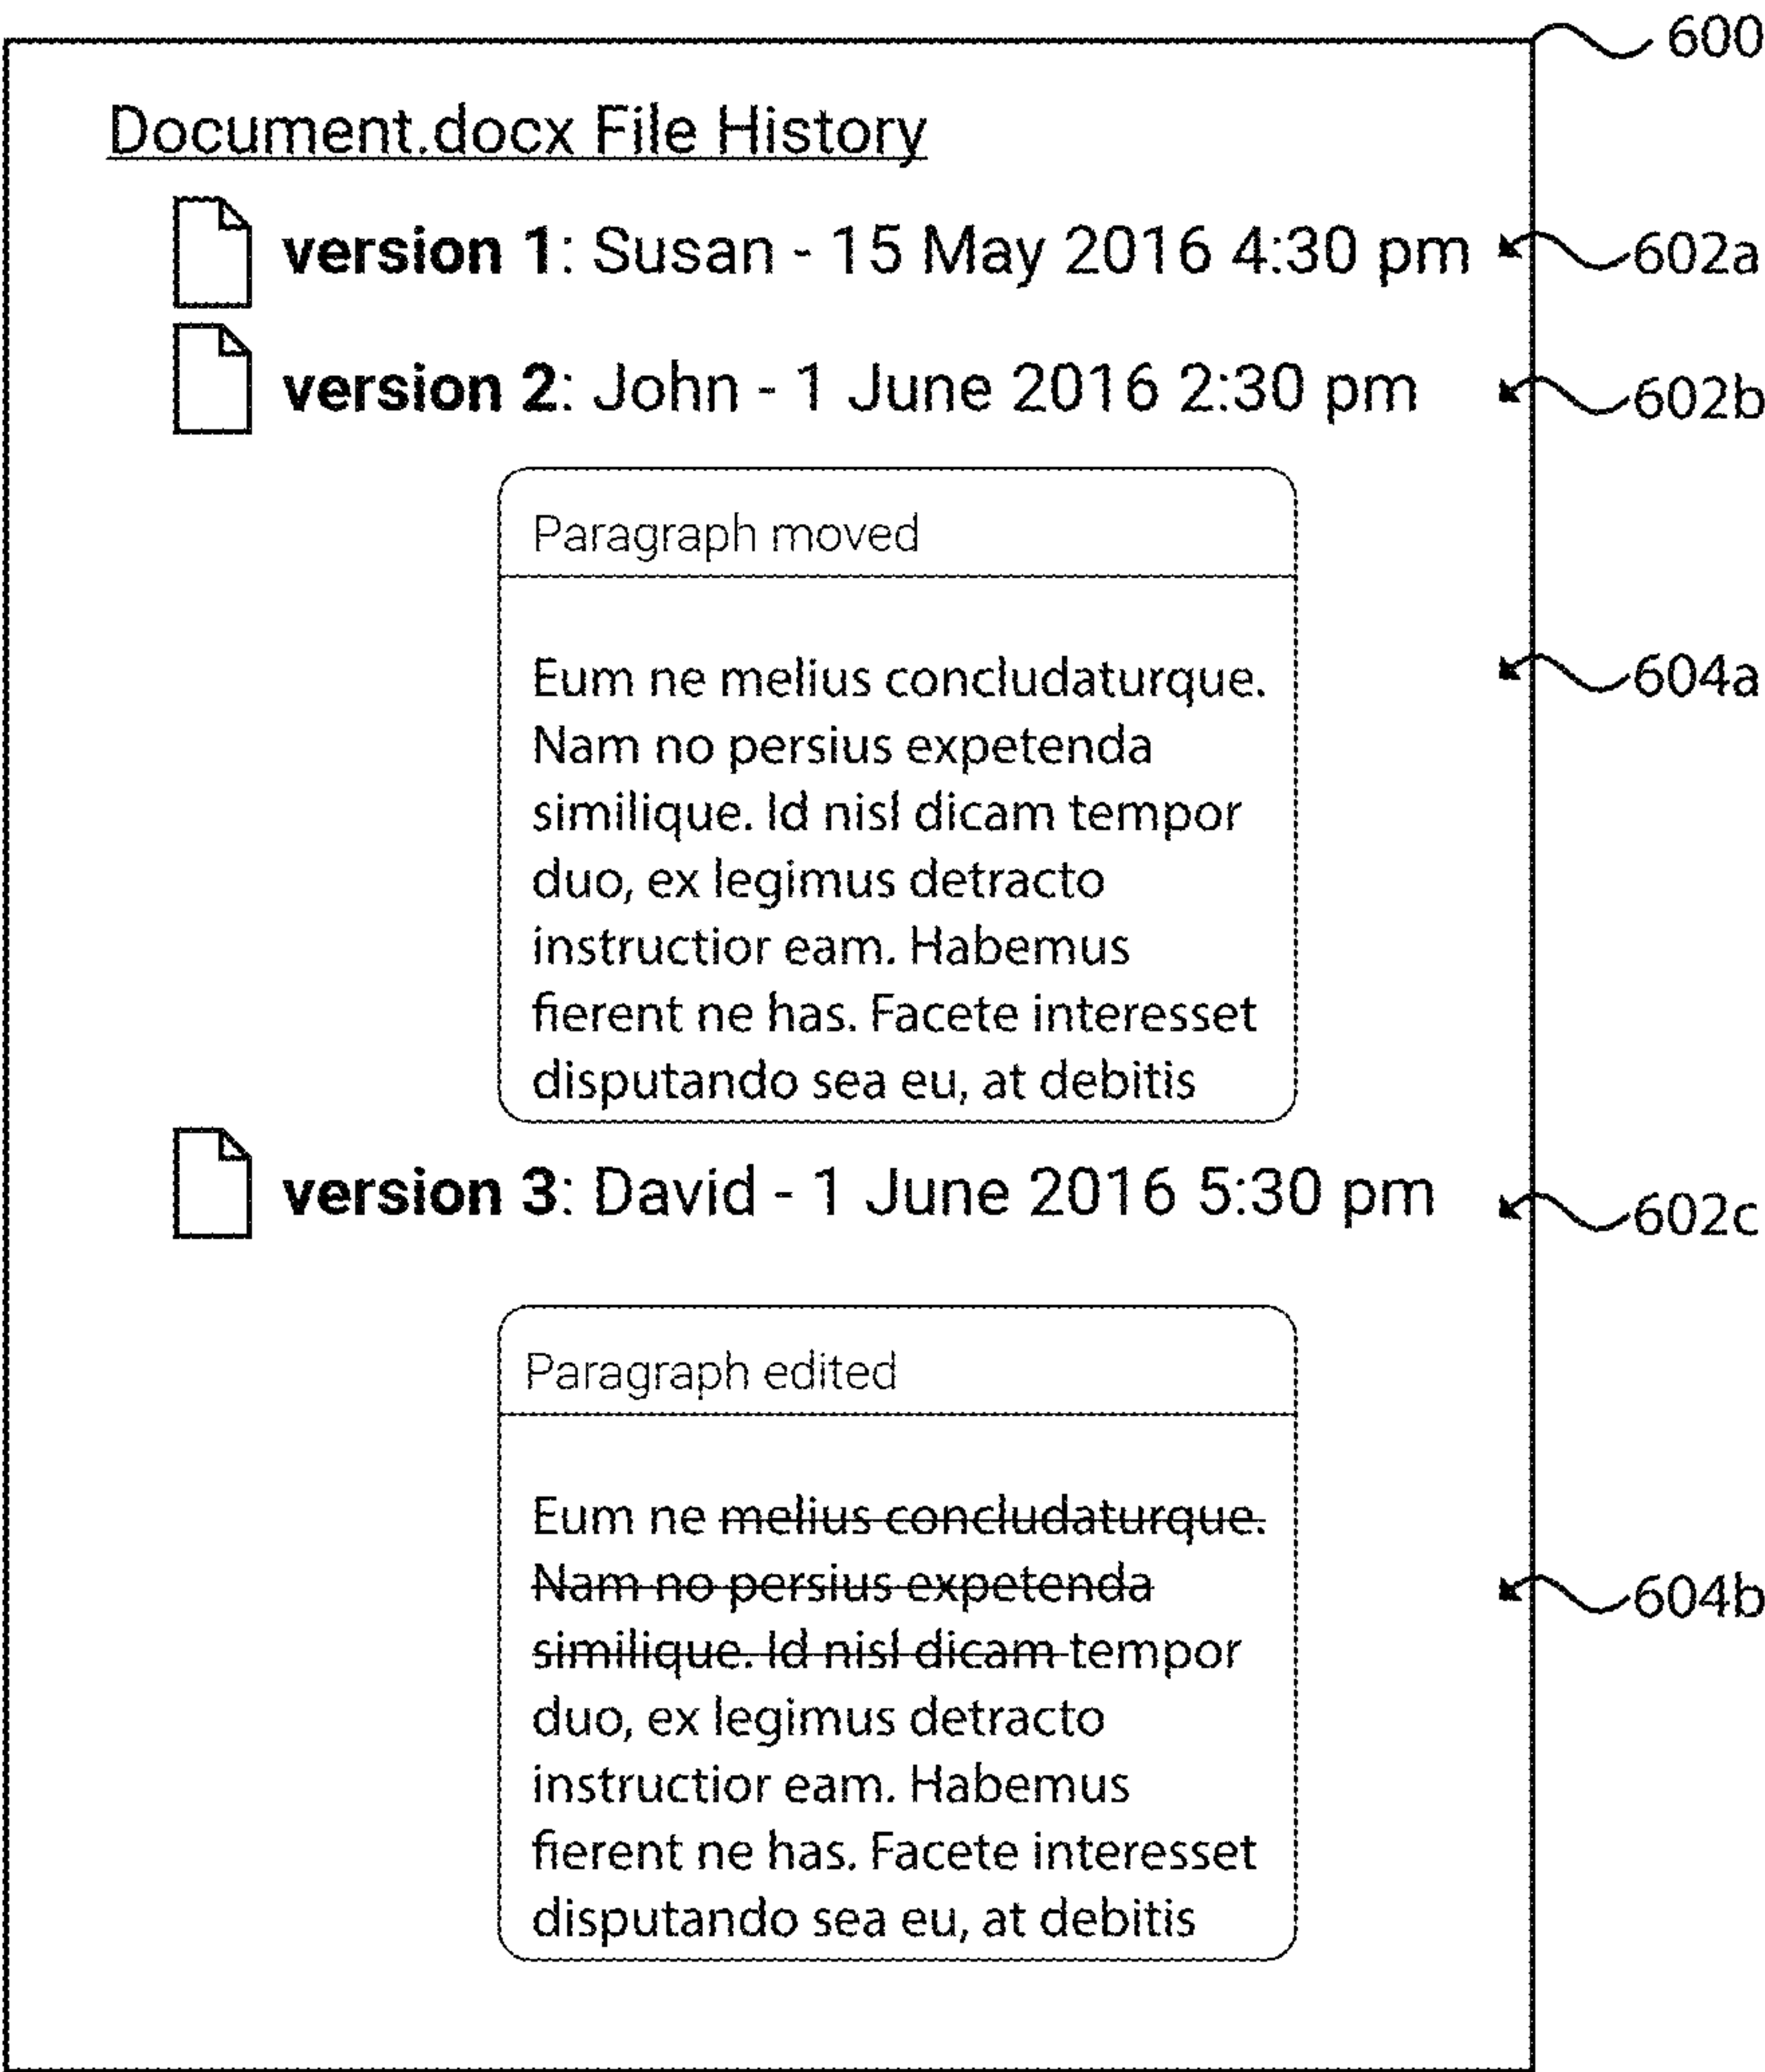 600
Document.docx File History
version 1: Susan - 15 May 2016 4:30 pm 602a
version 2: John - 1 June 2016 2:30 pm 602b
Paragraph moved
Eum ne melius concludaturque. 604a
Nam no persius expetenda
similique. Id nisl dicam tempor
duo, ex legimus detracto
instructior eam. Habemus
fierent ne has. Facete interesset
disputando sea eu, at debitis
version 3: David - 1 June 2016 5:30 pm 602c
Paragraph edited
Eum ne melius concludaturque.
Nam no persius expetenda 604b
similique. Id nisl dicam tempor
duo, ex legimus detracto
instructior eam. Habemus
fierent ne has. Facete interesset
disputando sea eu, at debitis